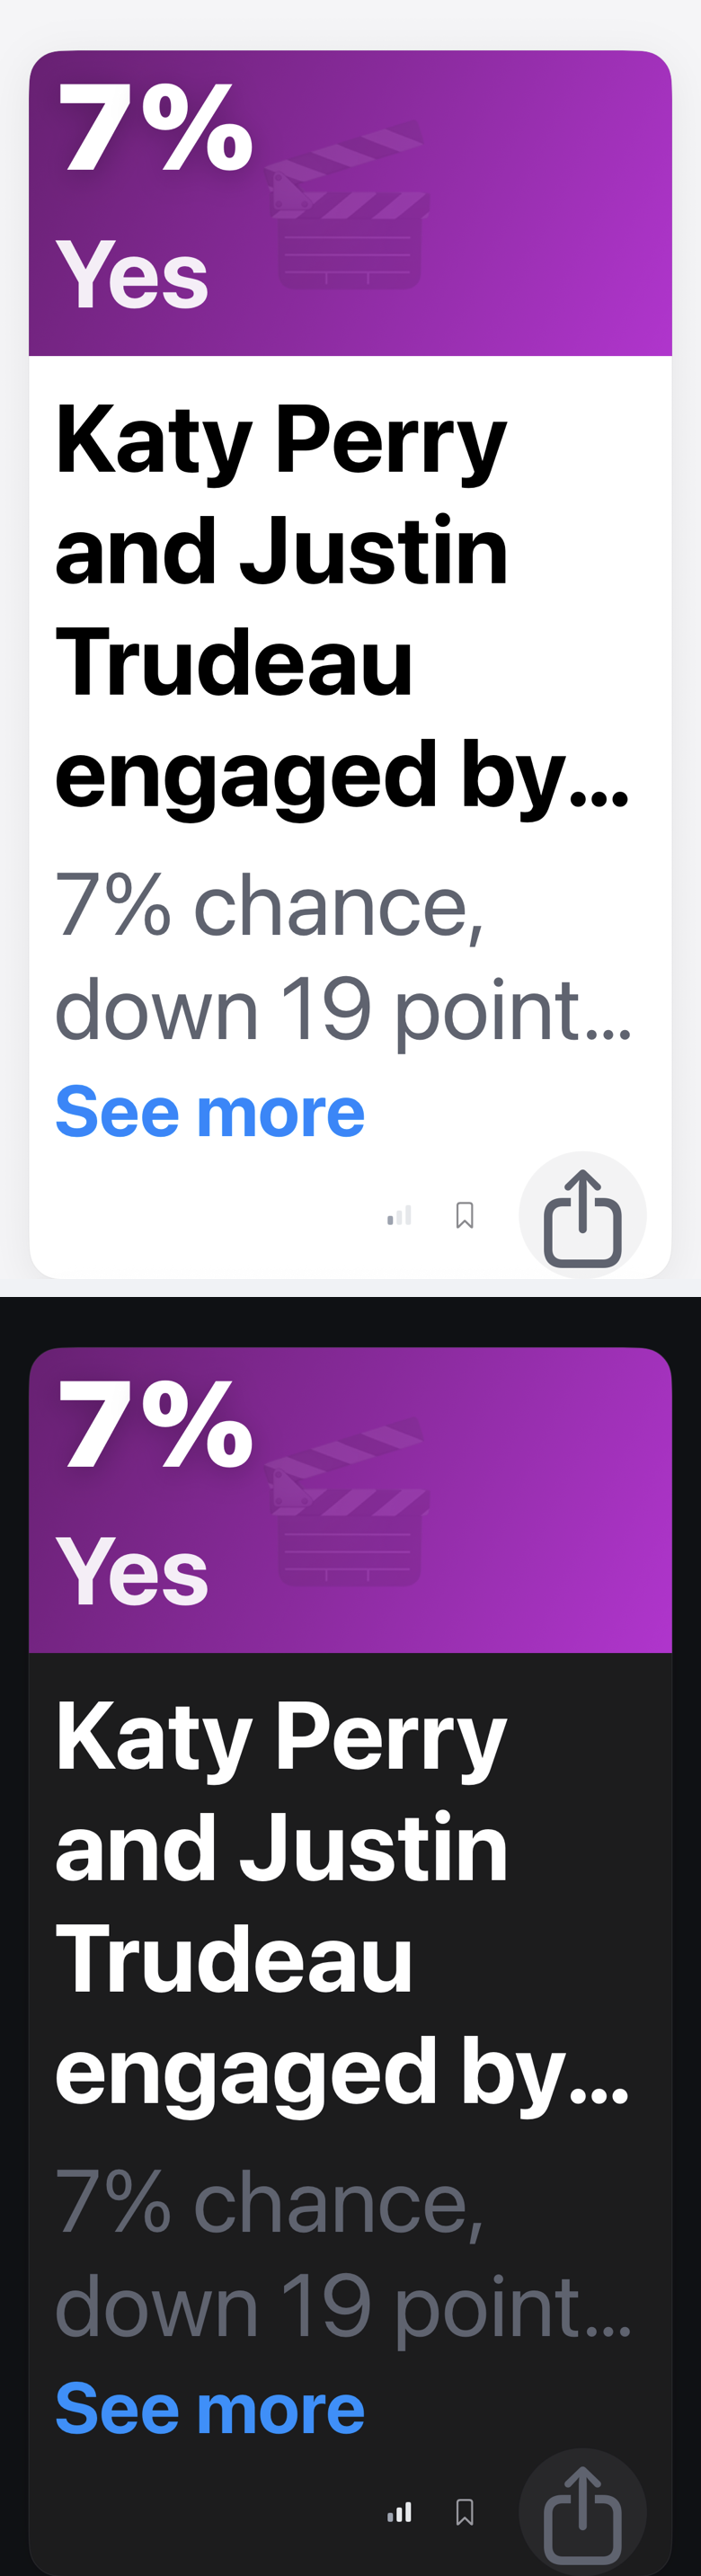 7%
Yes
Katy Perry
and Justin
Trudeau
engaged by...
7% chance,
down 19 point...
See more
7%
Yes
Katy Perry
and Justin
Trudeau
engaged by...
7% chance,
down 19 point...
See more